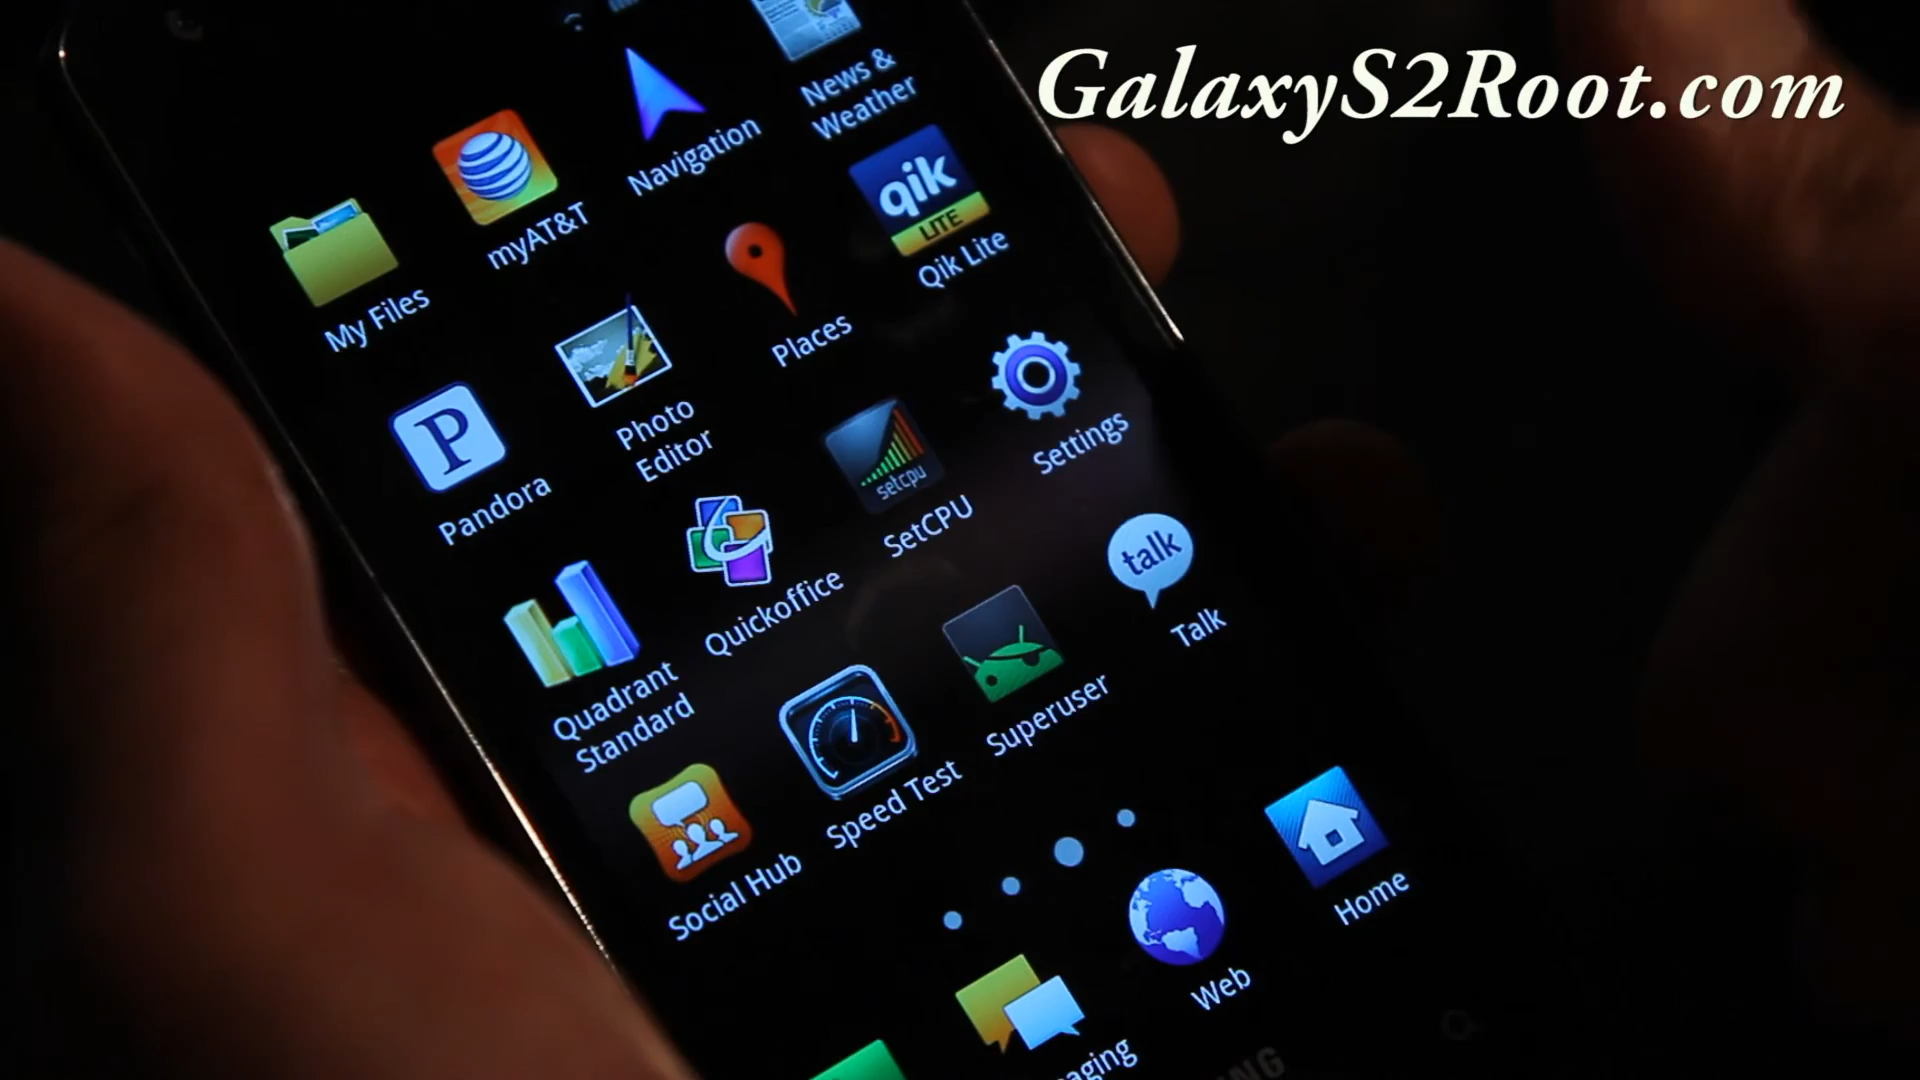 GalaxyS2Root.com
News &
Weather
Navigation
myAT&T
My Files
qik
LITE
Qik Lite
Places
Photo
Editor
P
Pandora
Settings
setcpu
SetCPU
Quickoffice
Quadrant
Standard
talk
Talk
Superuser
Speed Test
Social Hub
Home
Web